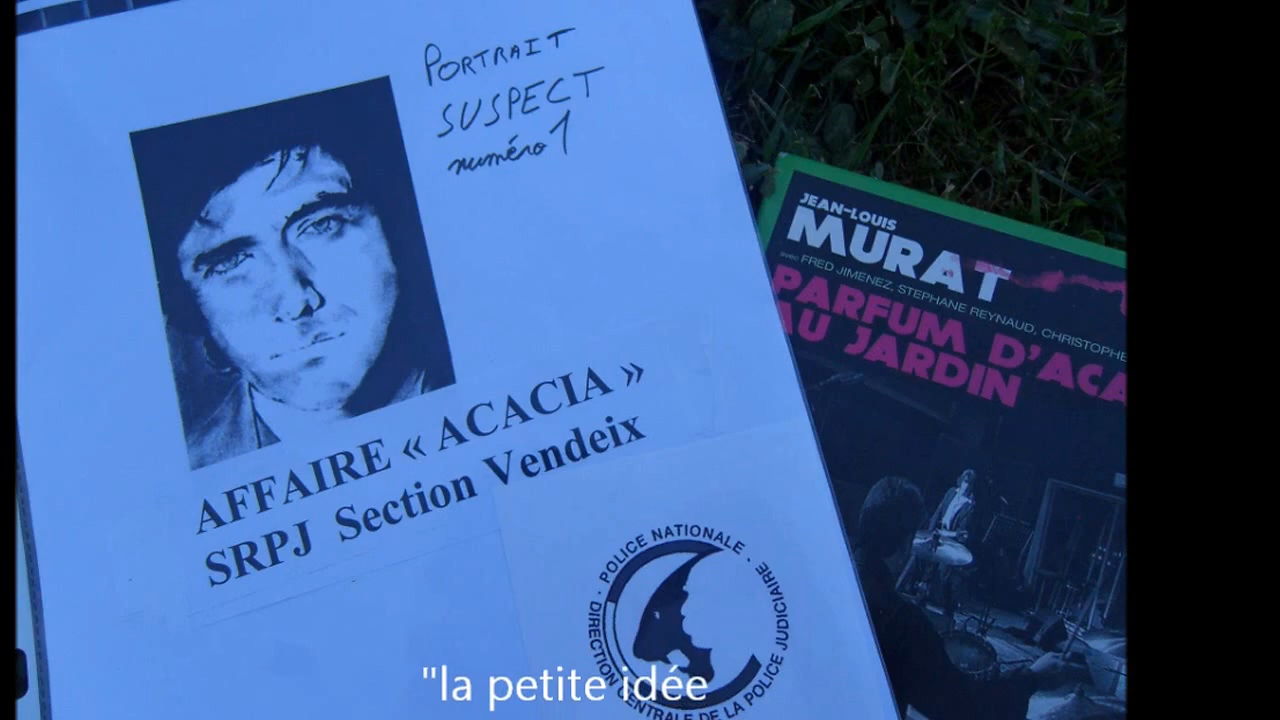 PORTRAIT
SUSPECT
numéro 1
AFFAIRE « ACACIA »
SRPJ Section Vendeix
POLICE NATIONALE
DIRECTION CENTRALE DE LA POLICE JUDICIAIRE
JEAN-LOUIS
MURAT
avec FRED JIMENEZ, STEPHANE REYNAUD, CHRISTOPHE
PARFUM D'ACA
AU JARDIN
"la petite idée